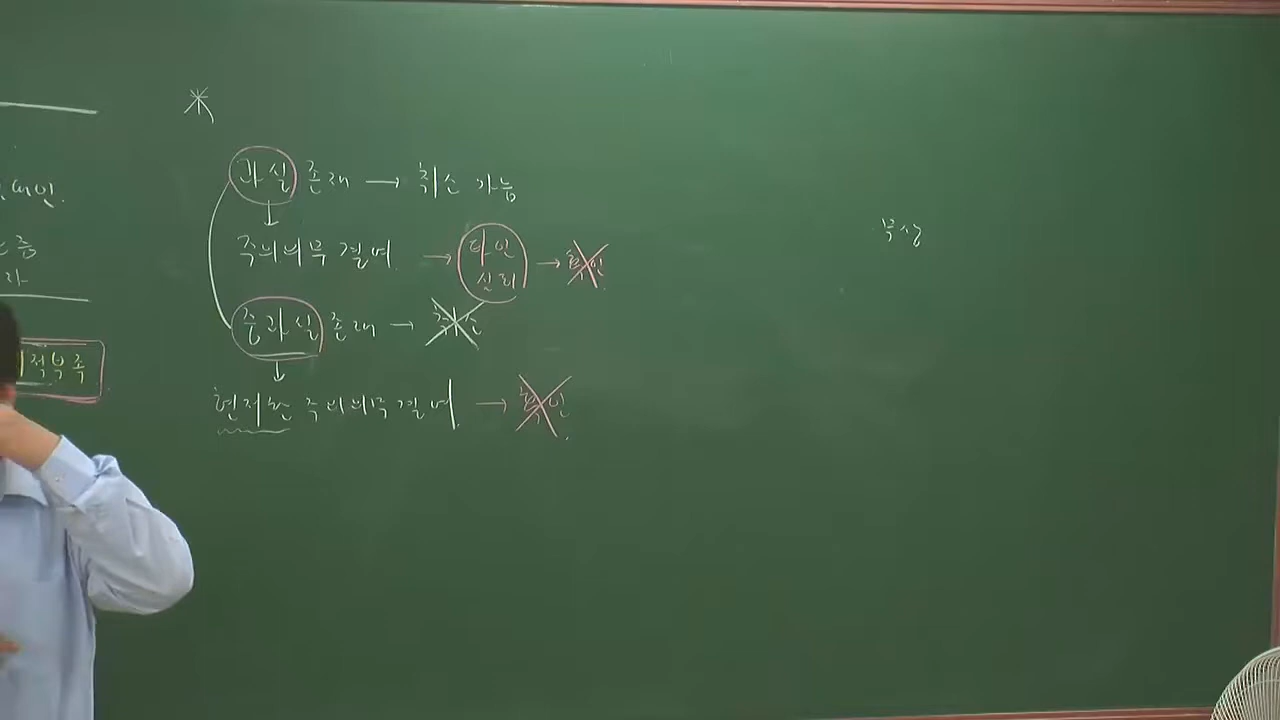 *
과실 존재 → 취소 가능
↓
주의의무 결여 → 타인
신뢰 → 확인
중과실 존재 → 취소
↓
현저한 주의의무 결여 → 확인
적부족